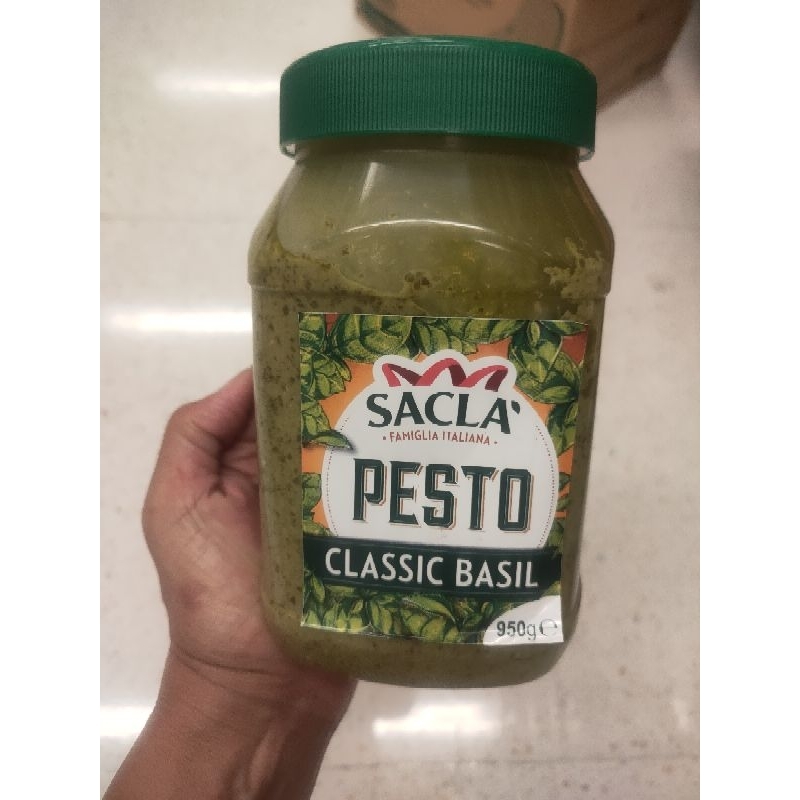 SACLA'
• FAMIGLIA ITALIANA •
PESTO
CLASSIC BASIL
950g ℮